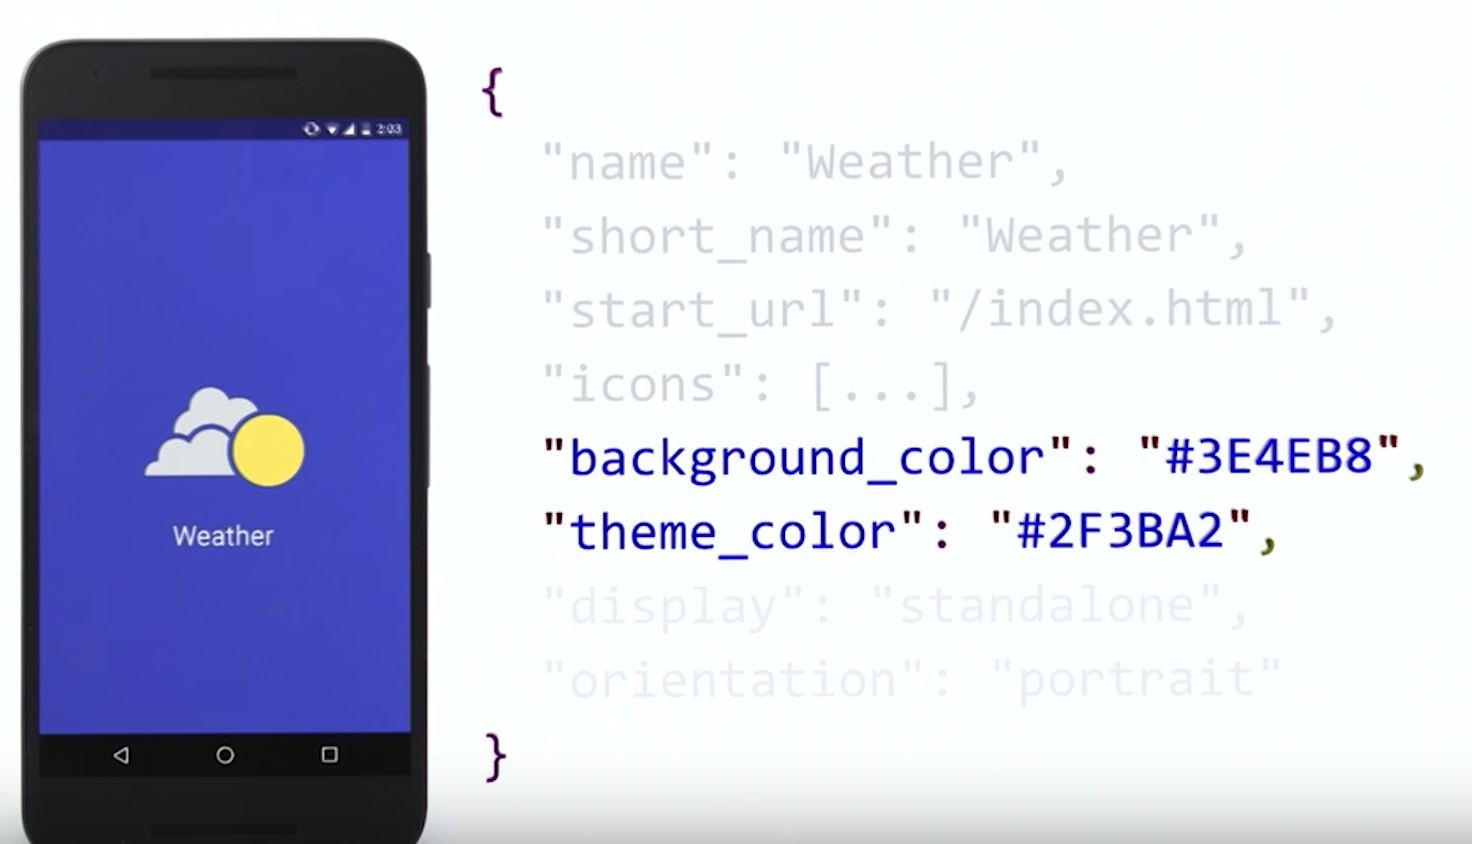 2:03
Weather
{
"name": "Weather",
"short_name": "Weather",
"start_url": "/index.html",
"icons": [...],
"background_color": "#3E4EB8",
"theme_color": "#2F3BA2",
"display": "standalone",
"orientation": "portrait"
}